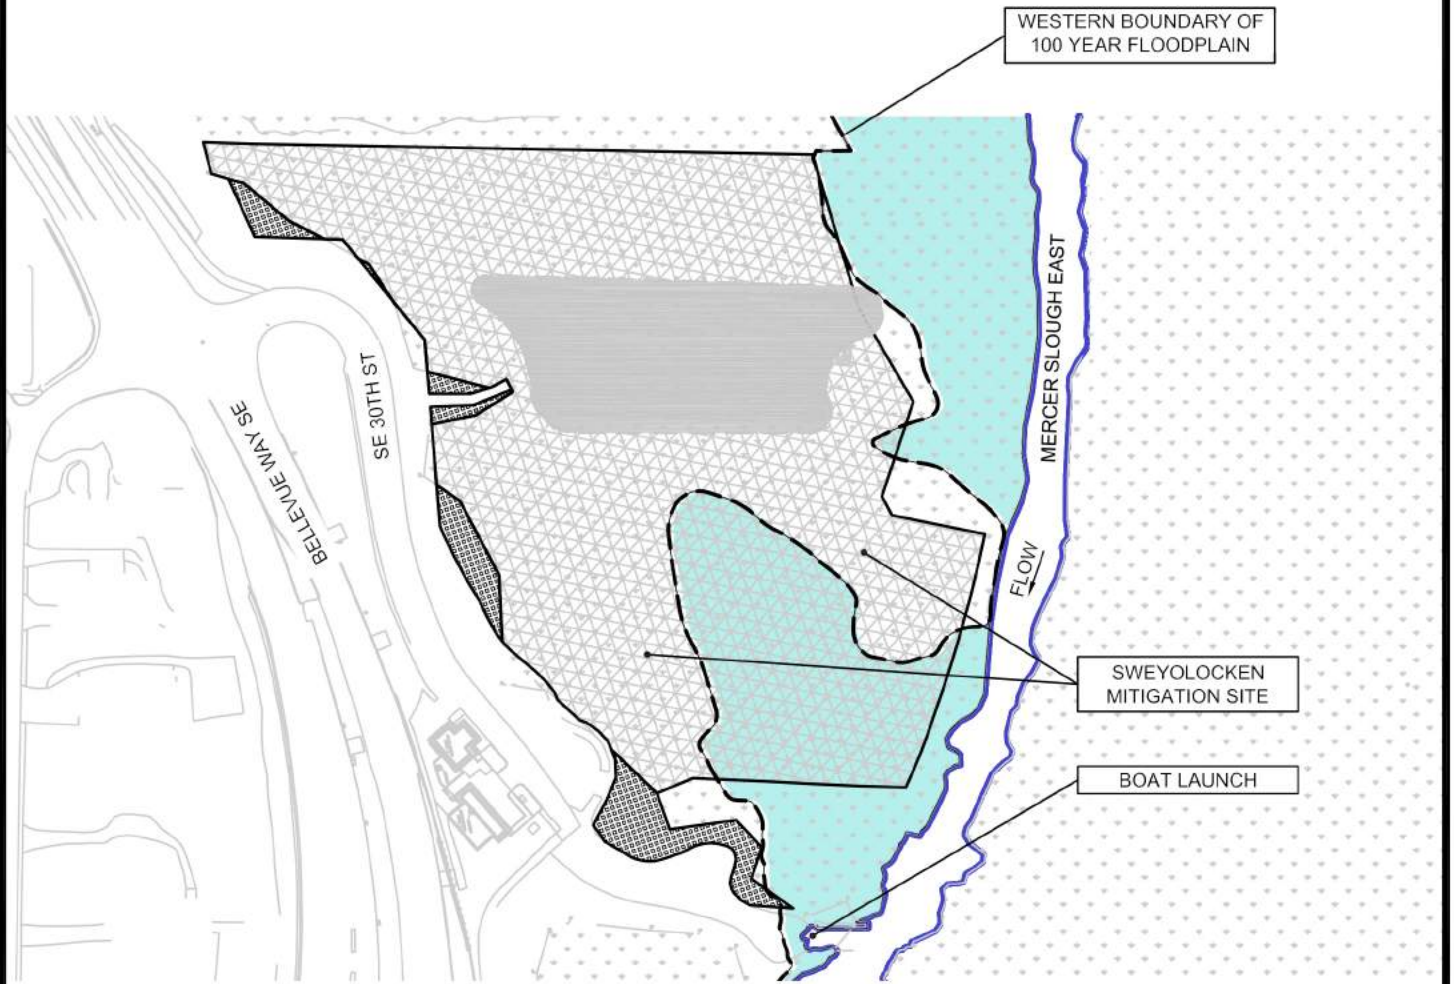 WESTERN BOUNDARY OF
100 YEAR FLOODPLAIN
MERCER SLOUGH EAST
SE 30TH ST
BELLEVUE WAY SE
FLOW
SWEYOLOCKEN
MITIGATION SITE
BOAT LAUNCH